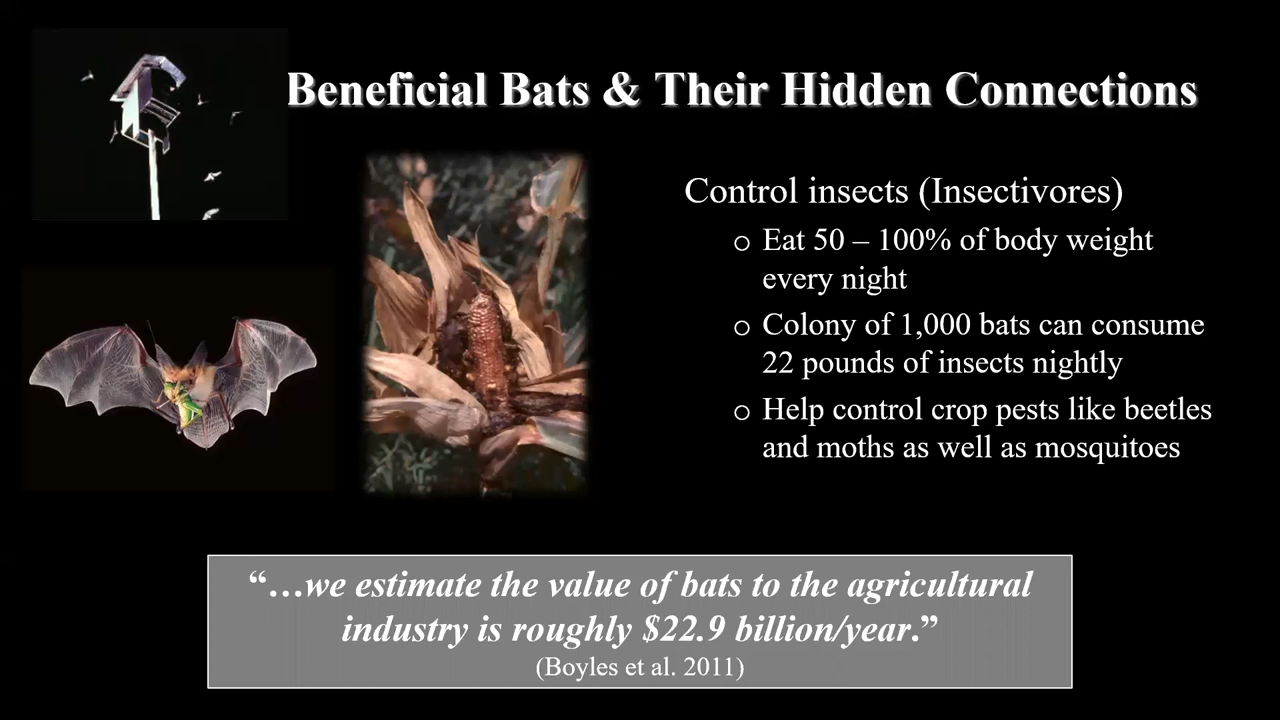 Beneficial Bats & Their Hidden Connections
Control insects (Insectivores)
o Eat 50 – 100% of body weight
every night
o Colony of 1,000 bats can consume
22 pounds of insects nightly
o Help control crop pests like beetles
and moths as well as mosquitoes
“…we estimate the value of bats to the agricultural
industry is roughly $22.9 billion/year.”
(Boyles et al. 2011)